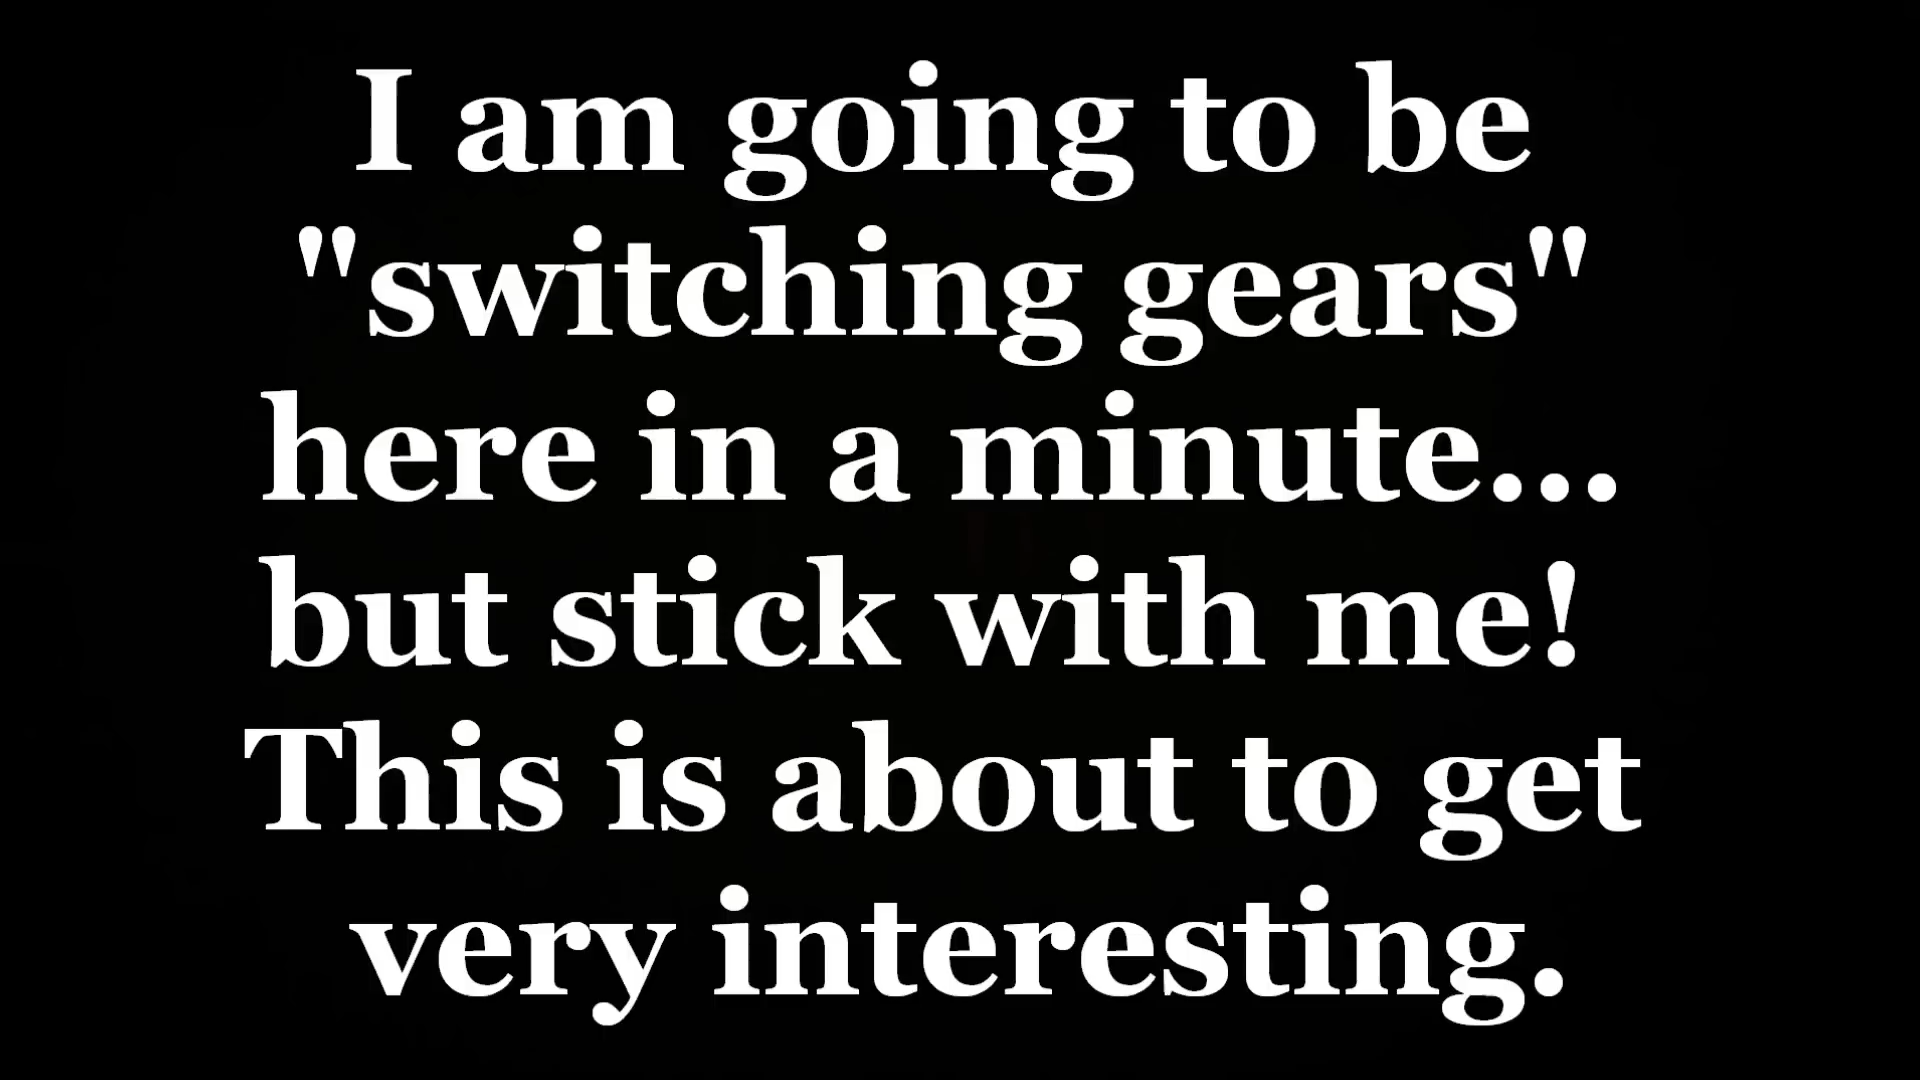 I am going to be
"switching gears"
here in a minute...
but stick with me!
This is about to get
very interesting.